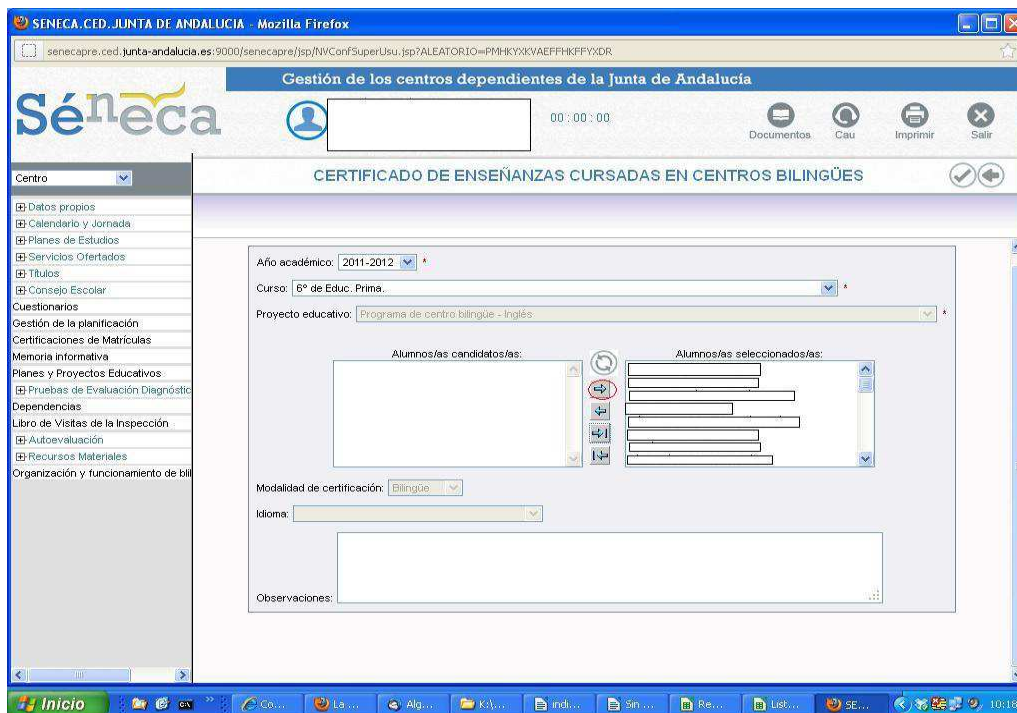 SENECA.CED.JUNTA DE ANDALUCIA - Mozilla Firefox
senecapre.ced.junta-andalucia.es:9000/senecapre/jsp/NVConfSuperUsu.jsp?ALEATORIO=PMHKYXKVAEFFHKFFYXDR
Gestión de los centros dependientes de la Junta de Andalucía
Séneca
00:00:00
Documentos
Cau
Imprimir
Salir
Centro
CERTIFICADO DE ENSEÑANZAS CURSADAS EN CENTROS BILINGÜES
Datos propios
Calendario y Jornada
Planes de Estudios
Servicios Ofertados
Títulos
Consejo Escolar
Cuestionarios
Gestión de la planificación
Certificaciones de Matrículas
Memoria informativa
Planes y Proyectos Educativos
Pruebas de Evaluación Diagnóstic
Dependencias
Libro de Visitas de la Inspección
Autoevaluación
Recursos Materiales
Organización y funcionamiento de bil
Año académico: 2011-2012 *
Curso: 6º de Educ. Prima. *
Proyecto educativo: Programa de centro bilingüe - Inglés *
Alumnos/as candidatos/as:
Alumnos/as seleccionados/as:
Modalidad de certificación: Bilingüe
Idioma:
Observaciones:
Inicio
Co...
La ...
Alg...
K:\...
indi...
Sin ...
Re...
List...
SE...
10:18